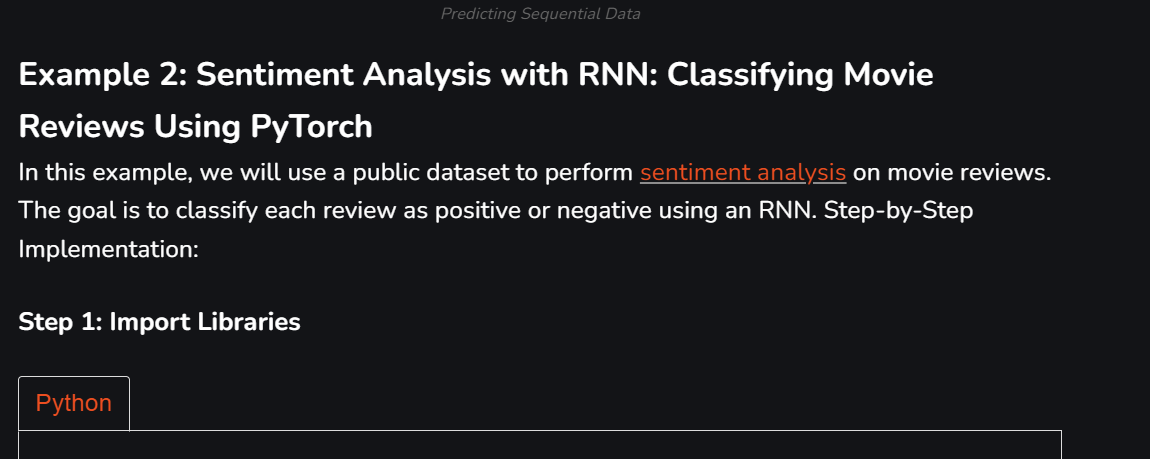 Predicting Sequential Data
Example 2: Sentiment Analysis with RNN: Classifying Movie
Reviews Using PyTorch
In this example, we will use a public dataset to perform sentiment analysis on movie reviews.
The goal is to classify each review as positive or negative using an RNN. Step-by-Step
Implementation:
Step 1: Import Libraries
Python